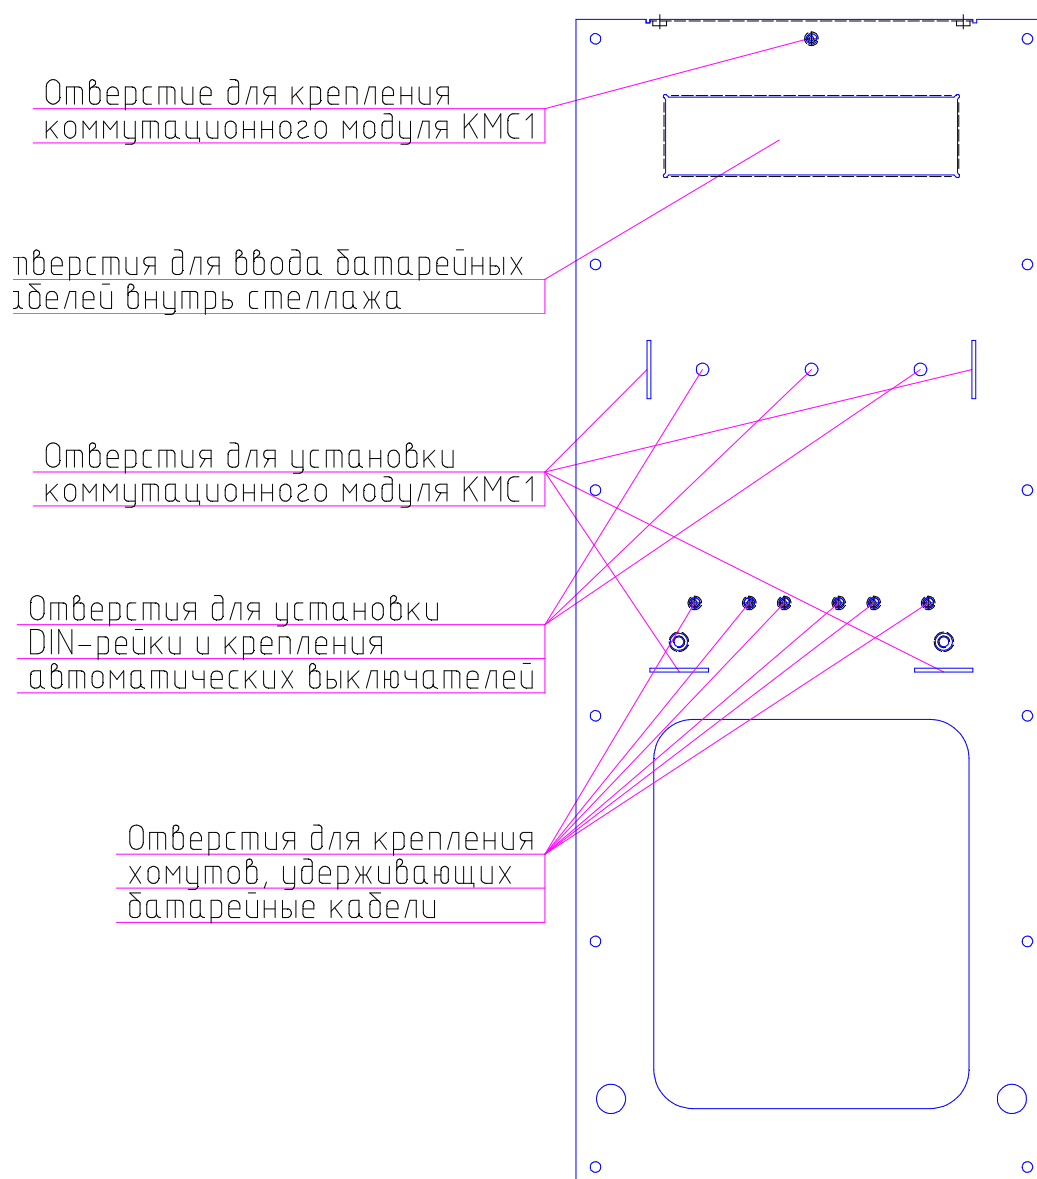 Отверстие для крепления
коммутационного модуля КМС1
тверстия для ввода батарейных
абелей внутрь стеллажа
Отверстия для установки
коммутационного модуля КМС1
Отверстия для установки
DIN-рейки и крепления
автоматических выключателей
Отверстия для крепления
хомутов, удерживающих
батарейные кабели